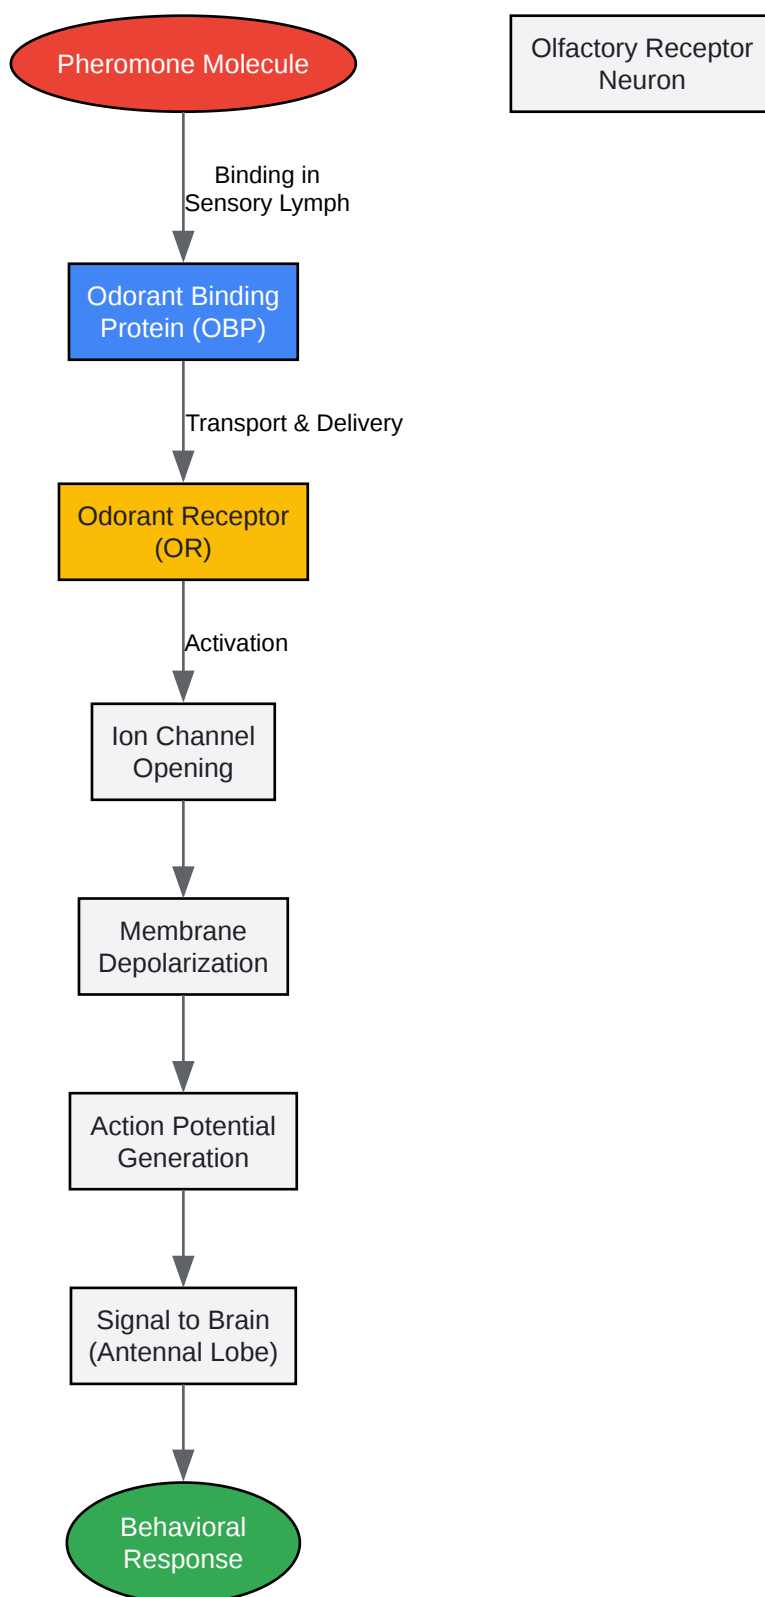 Pheromone Molecule
Olfactory Receptor
Neuron
Binding in
Sensory Lymph
Odorant Binding
Protein (OBP)
Transport & Delivery
Odorant Receptor
(OR)
Activation
Ion Channel
Opening
Membrane
Depolarization
Action Potential
Generation
Signal to Brain
(Antennal Lobe)
Behavioral
Response